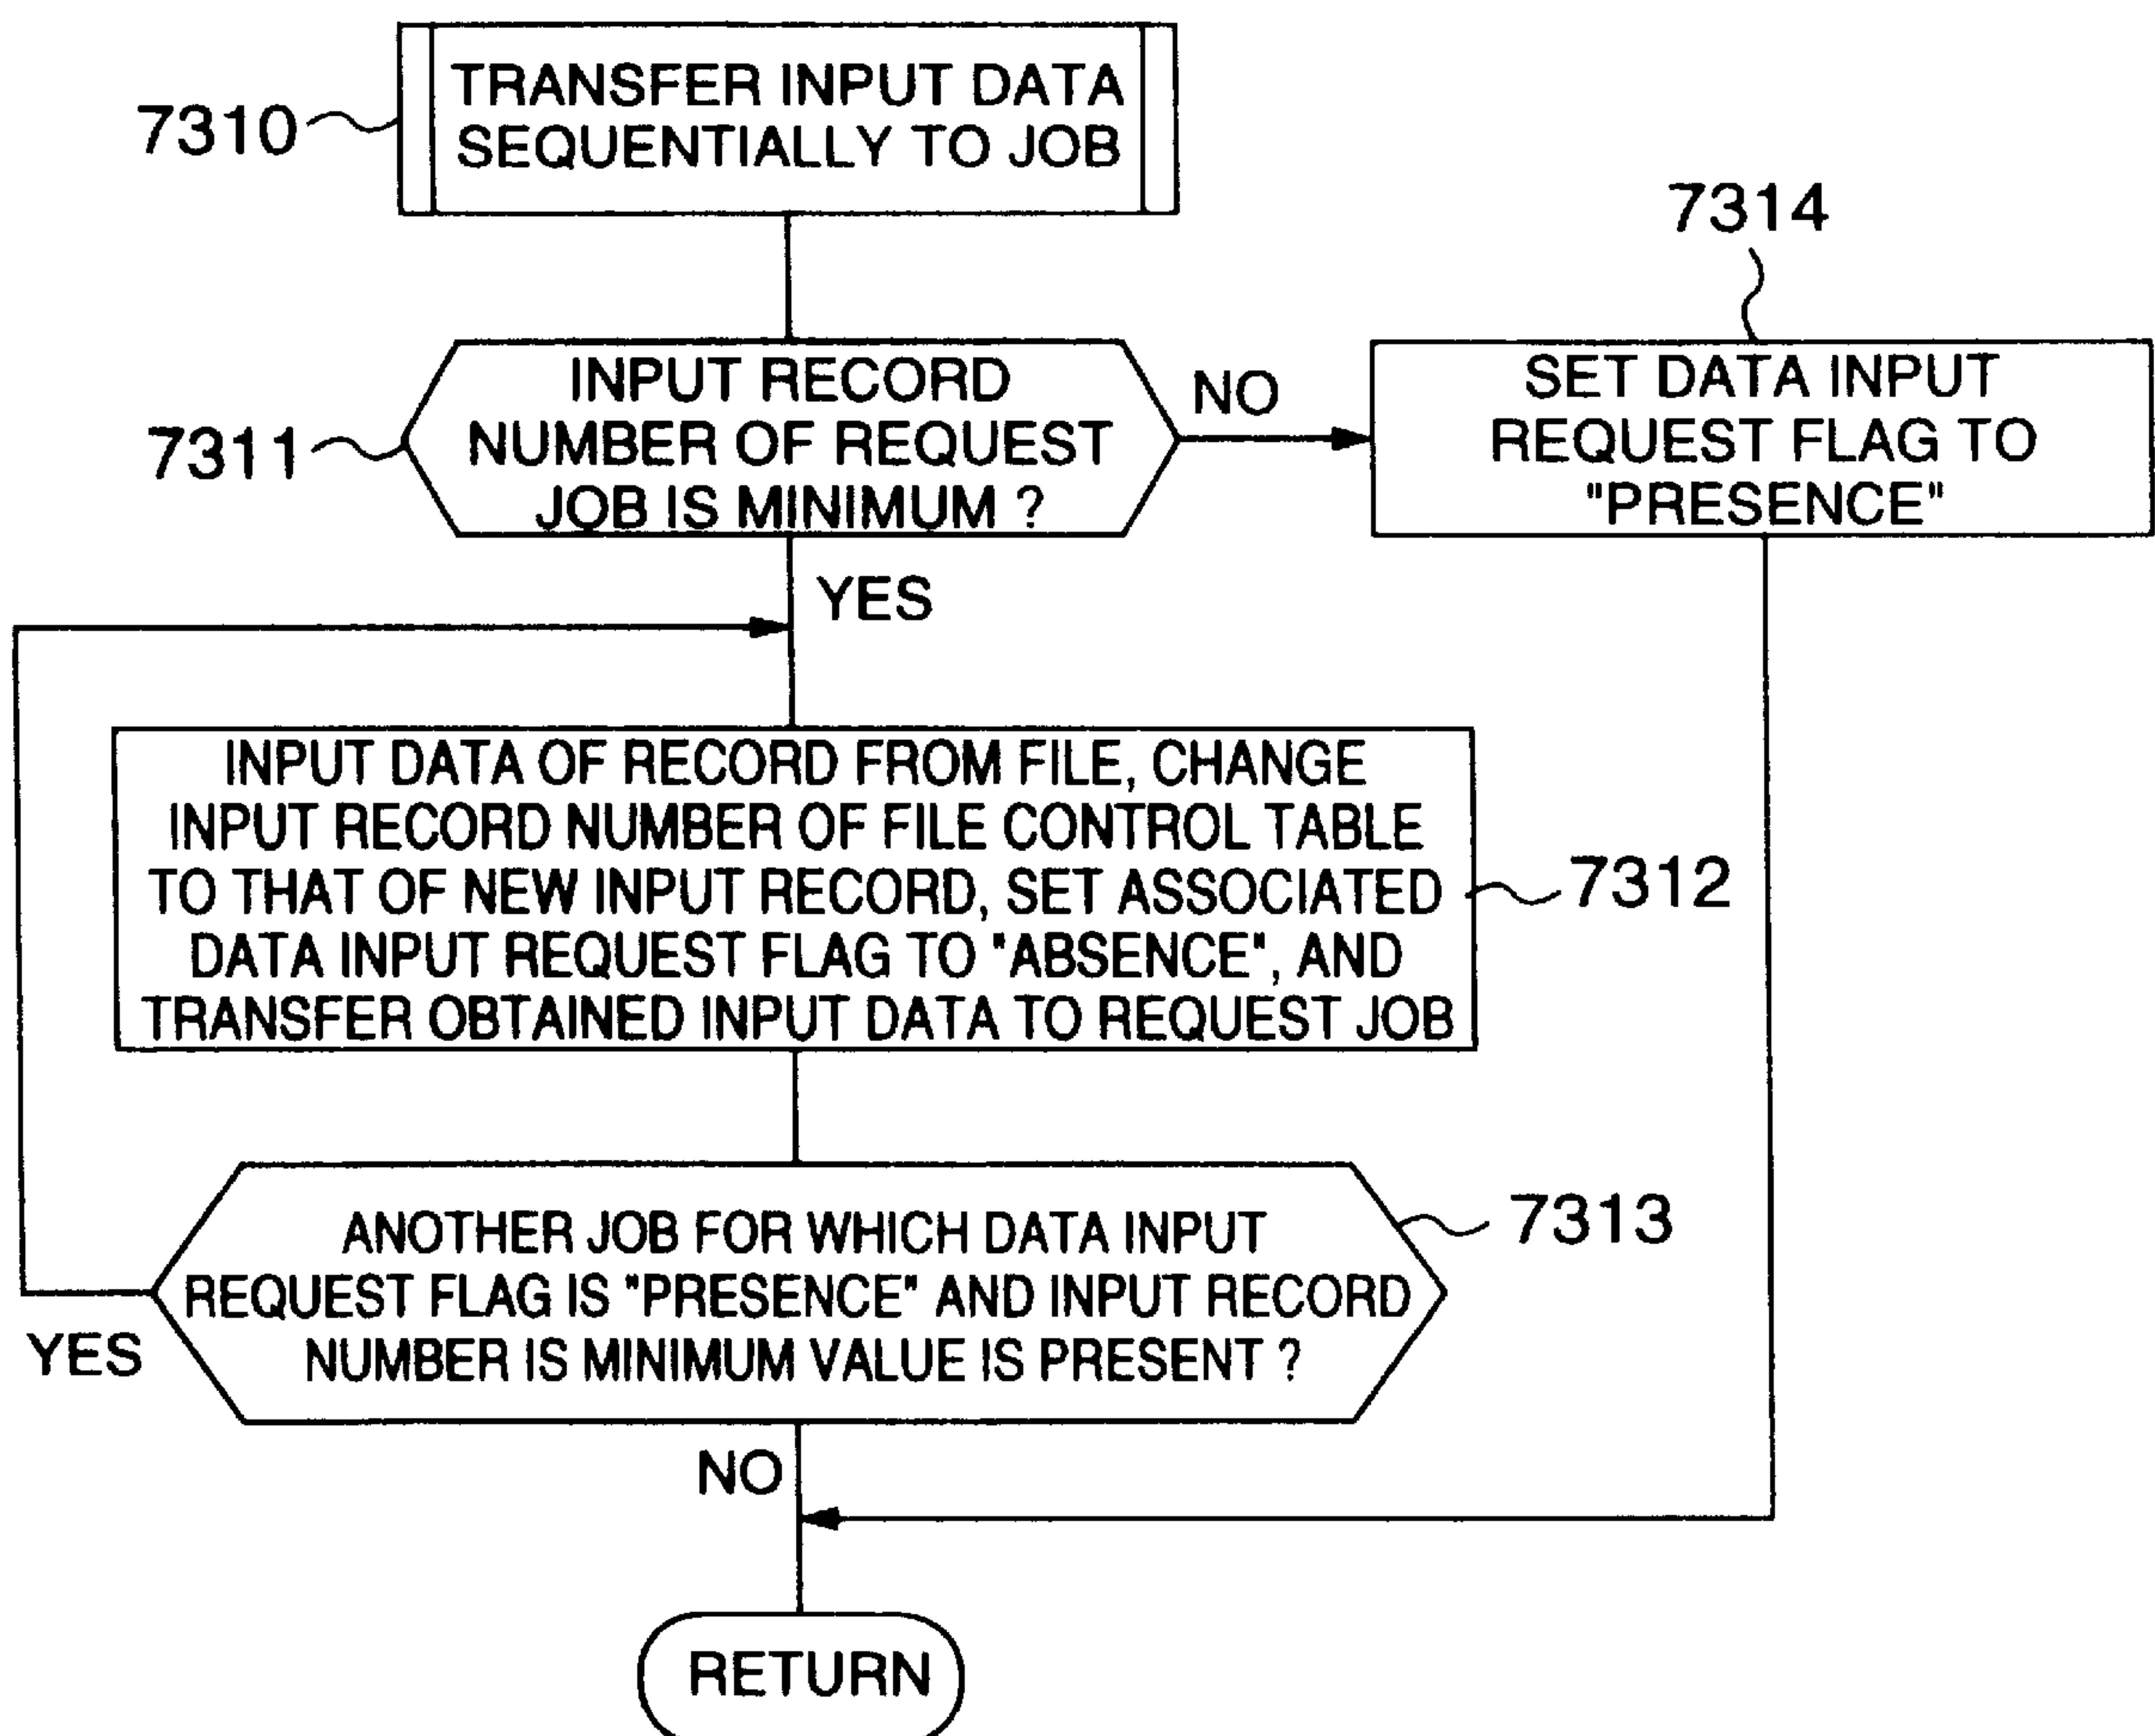 TRANSFER INPUT DATA
SEQUENTIALLY TO JOB
7310
7314
INPUT RECORD
NUMBER OF REQUEST
JOB IS MINIMUM ?
7311
NO
SET DATA INPUT
REQUEST FLAG TO
"PRESENCE"
YES
INPUT DATA OF RECORD FROM FILE, CHANGE
INPUT RECORD NUMBER OF FILE CONTROL TABLE
TO THAT OF NEW INPUT RECORD, SET ASSOCIATED
DATA INPUT REQUEST FLAG TO "ABSENCE", AND
TRANSFER OBTAINED INPUT DATA TO REQUEST JOB
7312
ANOTHER JOB FOR WHICH DATA INPUT
REQUEST FLAG IS "PRESENCE" AND INPUT RECORD
NUMBER IS MINIMUM VALUE IS PRESENT ?
7313
YES
NO
RETURN